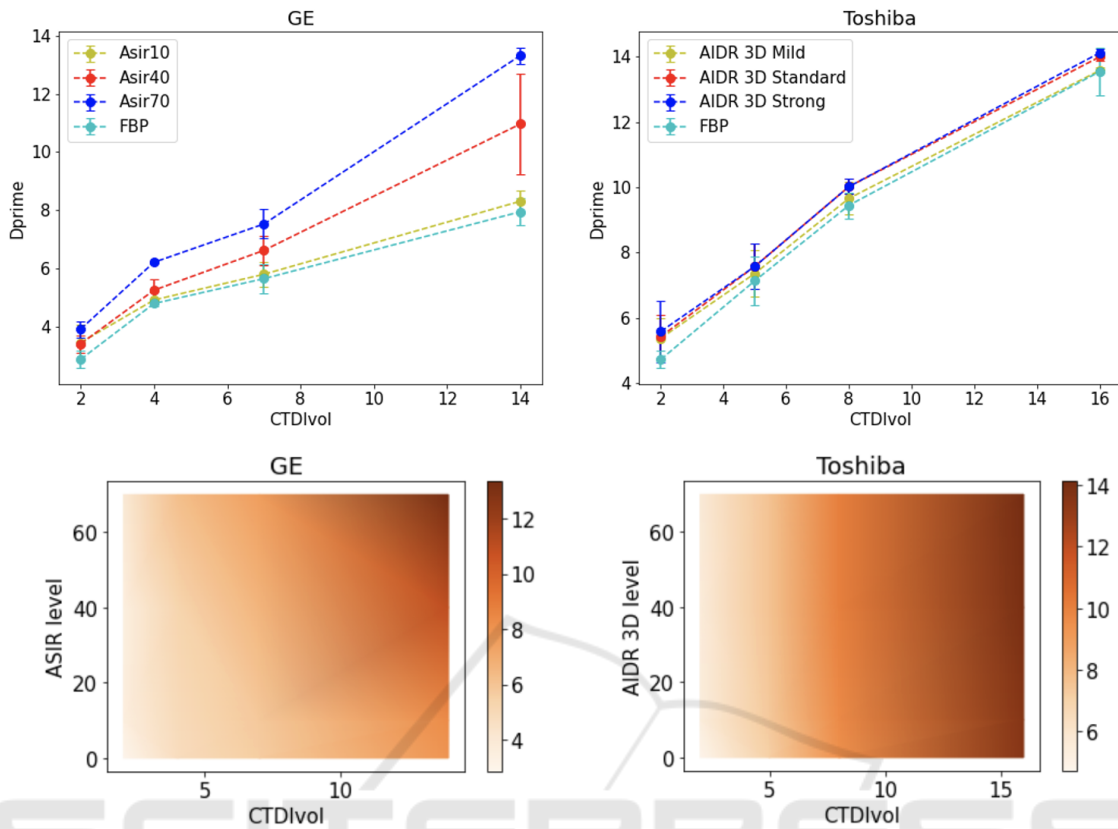 GE
Asir10
Asir40
Asir70
FBP
Dprime
14
12
10
8
6
4
2 4 6 8 10 12 14
CTDIvol
Toshiba
AIDR 3D Mild
AIDR 3D Standard
AIDR 3D Strong
FBP
Dprime
14
12
10
8
6
4
2 4 6 8 10 12 14 16
CTDIvol
GE
ASIR level
60
40
20
0
5 10
CTDIvol
12
10
8
6
4
Toshiba
AIDR 3D level
60
40
20
0
5 10 15
CTDIvol
14
12
10
8
6